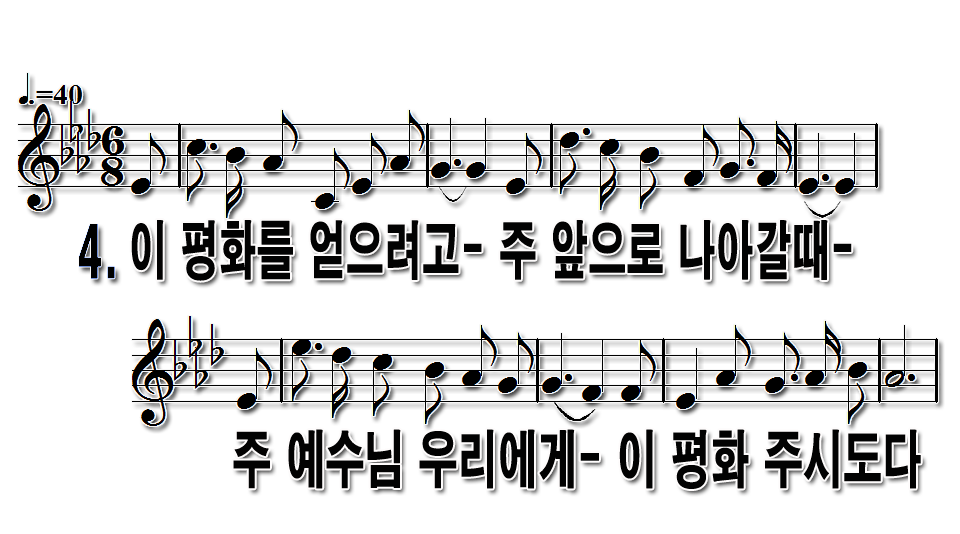 ♩.=40
6
8
4. 이 평화를 얻으려고- 주 앞으로 나아갈때-
주 예수님 우리에게- 이 평화 주시도다